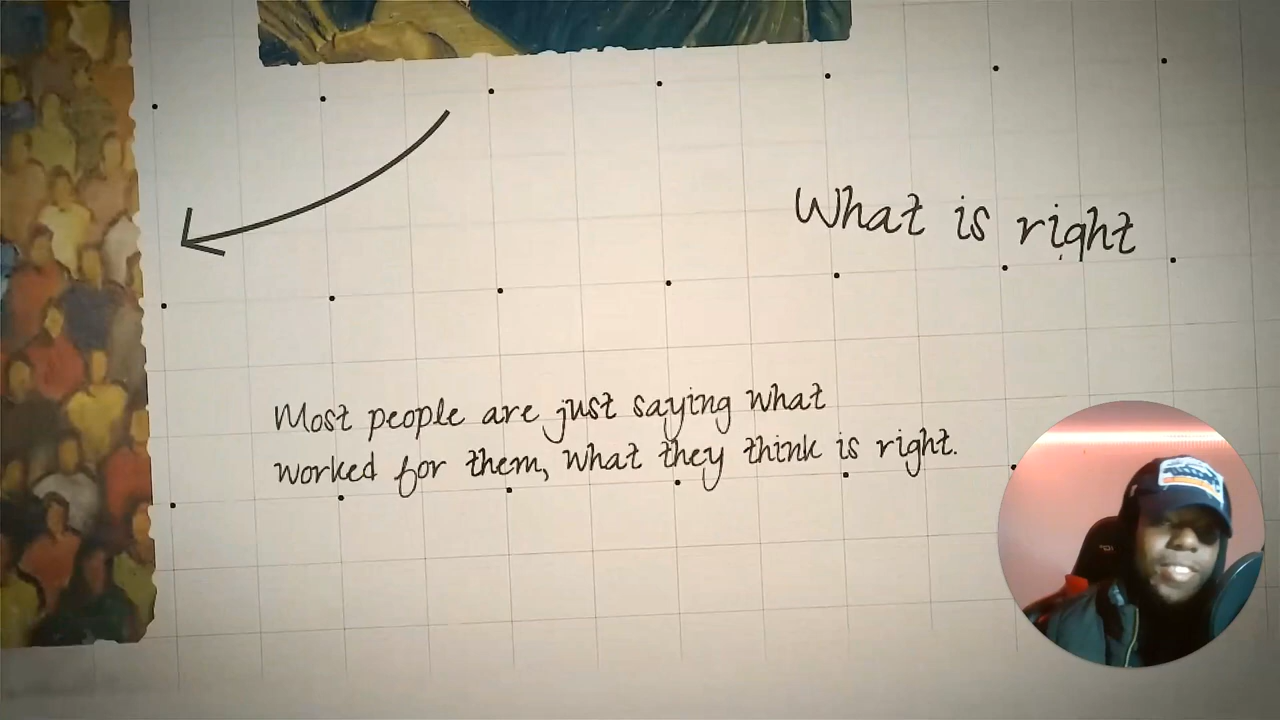 What is right
Most people are just saying what
worked for them, what they think is right.